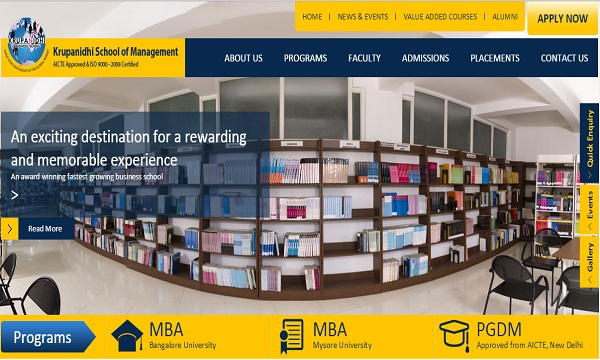 HOME | NEWS & EVENTS | VALUE ADDED COURSES | ALUMNI
APPLY NOW
KRUPANIDHI
Krupanidhi School of Management
AICTE Approved & ISO 9000 - 2008 Certified
ABOUT US PROGRAMS FACULTY ADMISSIONS PLACEMENTS CONTACT US
An exciting destination for a rewarding
and memorable experience
An award winning fastest growing business school
>
> Read More
Quick Enquiry
Events
Gallery
Programs
MBA
Bangalore University
MBA
Mysore University
PGDM
Approved from AICTE, New Delhi